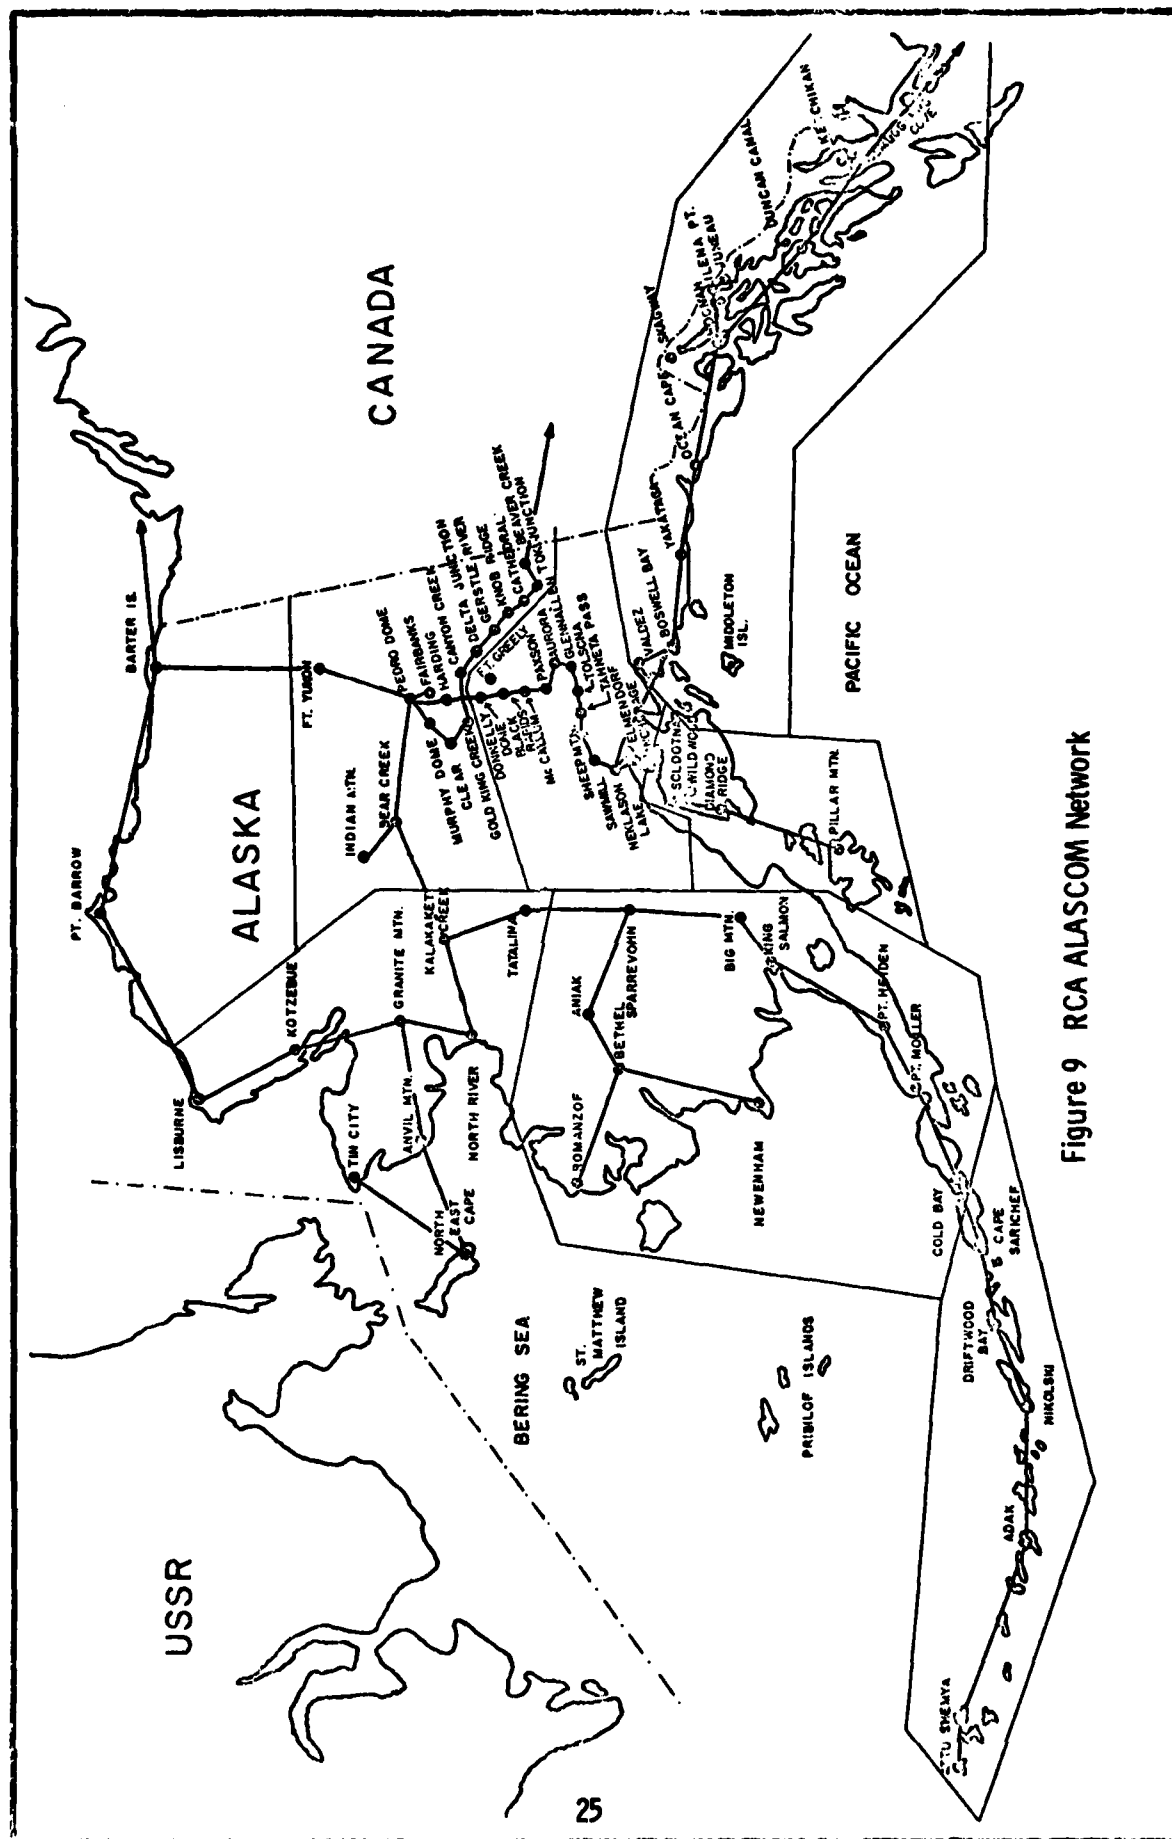 USSR
ALASKA
CANADA
BERING SEA
PACIFIC OCEAN
PT. BARROW
BARTER IS.
LISBURNE
KOTZEBUE
TIN CITY
ANVIL MTN.
GRANITE MTN.
NORTH
EAST
CAPE
NORTH RIVER
KALAKAKET
CREEK
INDIAN MTN.
BEAR CREEK
FT. YUKON
PEDRO DOME
FAIRBANKS
HARDING
CANYON CREEK
DELTA JUNCTION
RIVER
GERSTLE
KNOB RIDGE
CATHEDRAL
BEAVER CREEK
TOK JUNCTION
MURPHY DOME
CLEAR
GOLD KING CREEK
FT. GREELY
DONNELLY
DOME
BLACK
RAPIDS
McCALLUM
PAXSON
AURORA
GLENNALLEN
TOLSONA
TAHNETA PASS
SHEEP MTN.
SAWMILL
NEKLASON
LAKE
ELMENDORF
SOLDOTNA
WILDWOOD
DIAMOND
RIDGE
VALDEZ
BOSWELL BAY
MIDDLETON
ISL.
YAKATAGA
OCEAN CAPE
SKAGWAY
LENA PT.
JUNEAU
DUNCAN CANAL
KETCHIKAN
TATALINA
ANIAK
BETHEL
SPARREVOHN
ROMANZOF
NEWENHAM
BIG MTN.
KING
SALMON
PILLAR MTN.
PT. HEIDEN
PT. MOLLER
COLD BAY
CAPE
SARICHEF
DRIFTWOOD
BAY
NIKOLSKI
ADAK
SHEMYA
ST.
MATTHEW
ISLAND
PRIBILOF ISLANDS
Figure 9 RCA ALASCOM Network
25